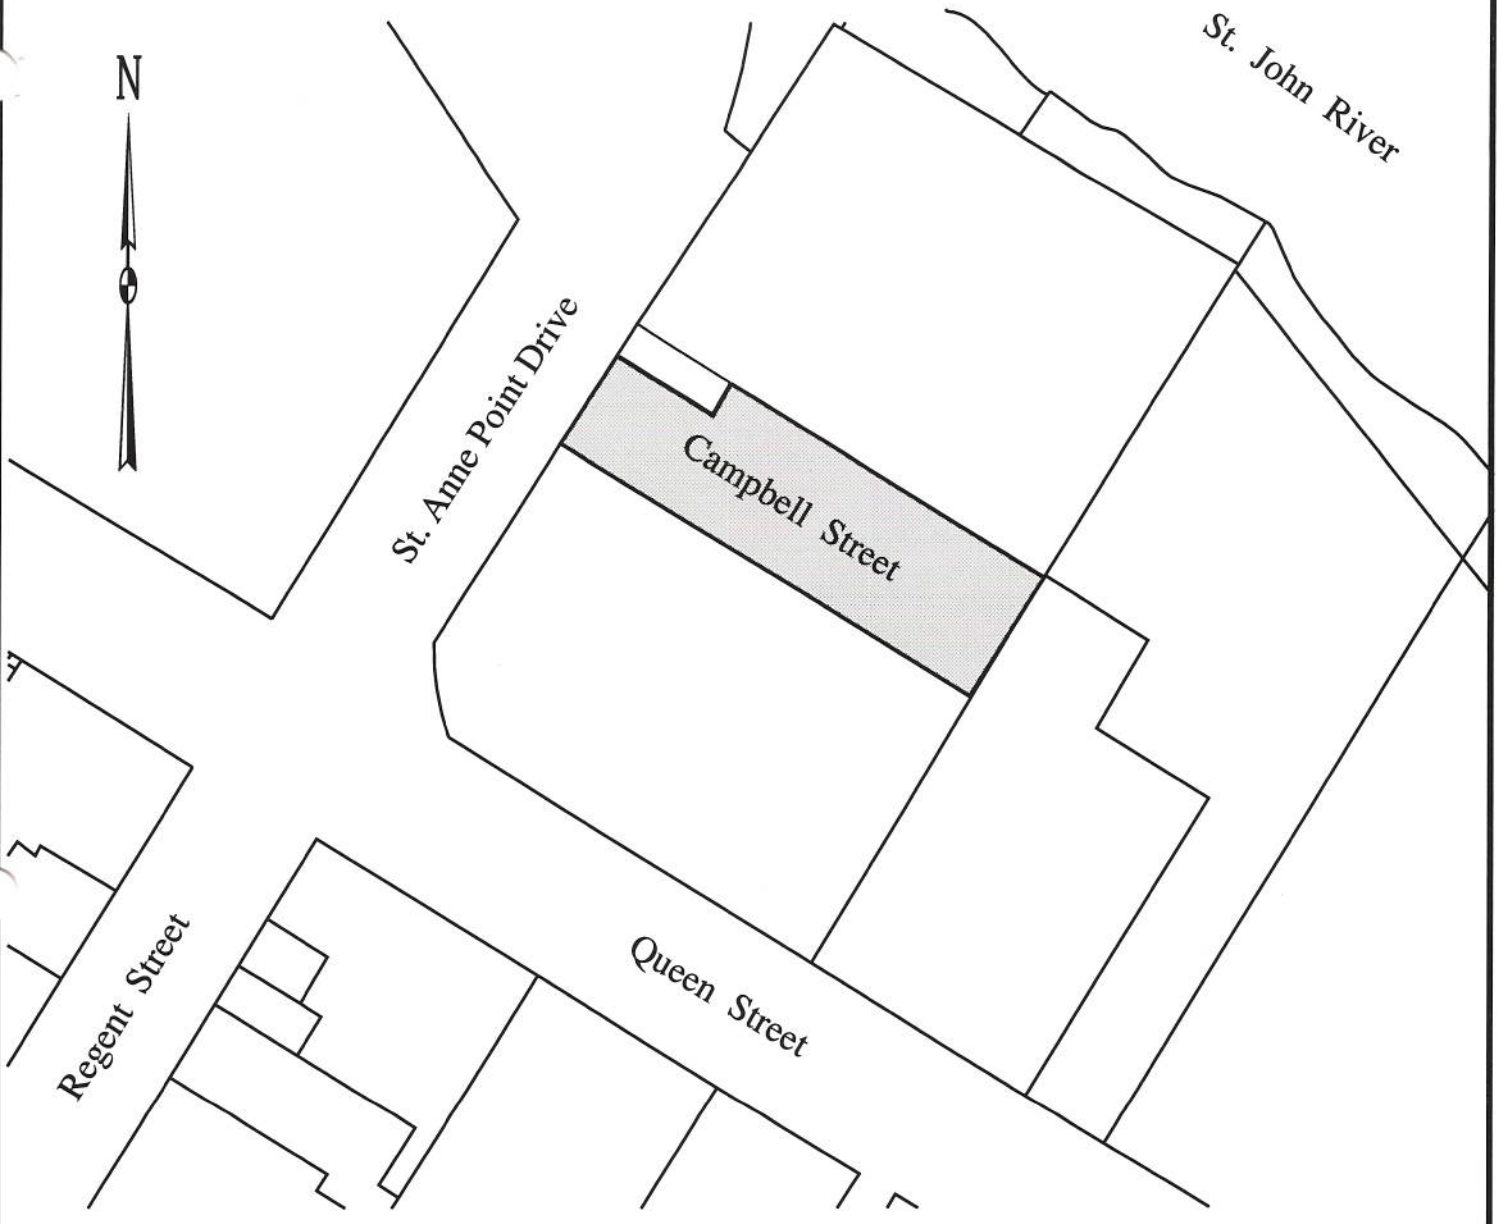 N
St. John River
St. Anne Point Drive
Campbell Street
Queen Street
Regent Street